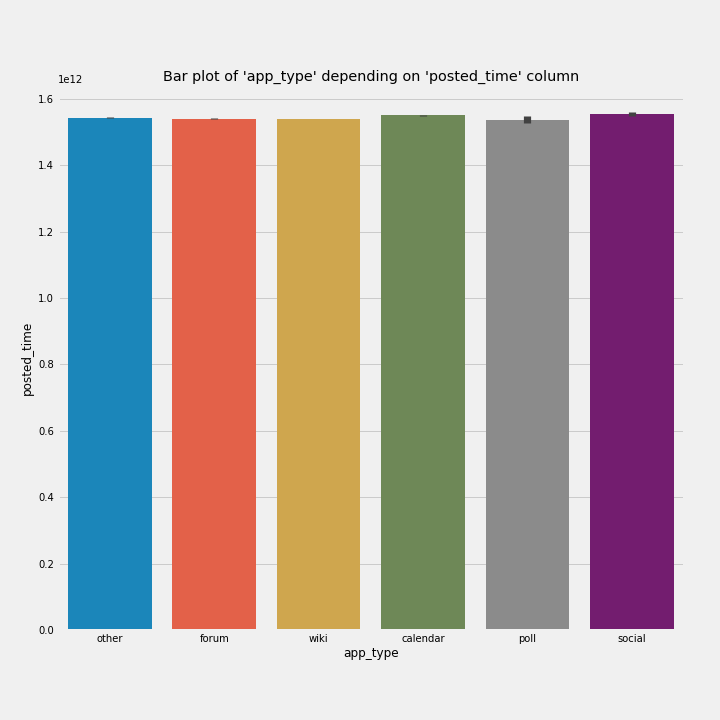 Bar plot of 'app_type' depending on 'posted_time' column
1e12
1.6
1.4
1.2
1.0
0.8
0.6
0.4
0.2
0.0
posted_time
other forum wiki calendar poll social
app_type